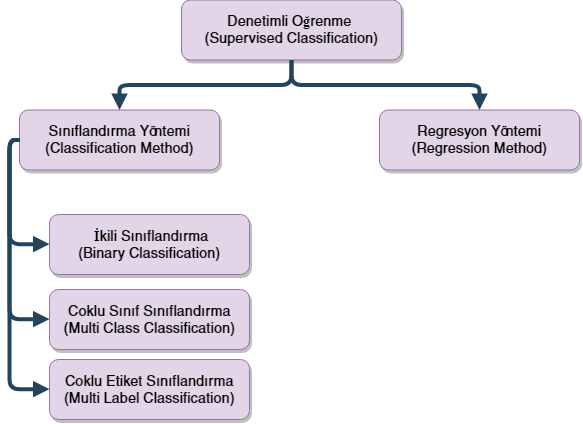 Denetimli Oğrenme
(Supervised Classification)
Sınıflandırma Yöntemi
(Classification Method)
Regresyon Yöntemi
(Regression Method)
İkili Sınıflandırma
(Binary Classification)
Coklu Sınıf Sınıflandırma
(Multi Class Classification)
Coklu Etiket Sınıflandırma
(Multi Label Classification)